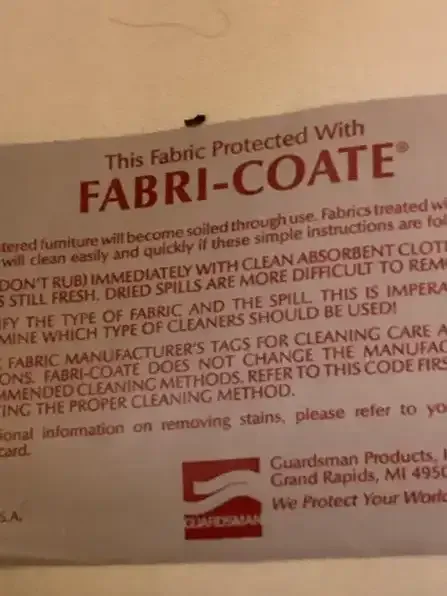 This Fabric Protected With
FABRI-COATE®
tered furniture will become soiled through use. Fabrics treated wi
will clean easily and quickly if these simple instructions are fol
DON'T RUB) IMMEDIATELY WITH CLEAN ABSORBENT CLOT
S STILL FRESH. DRIED SPILLS ARE MORE DIFFICULT TO REMO
IFY THE TYPE OF FABRIC AND THE SPILL. THIS IS IMPERA
MINE WHICH TYPE OF CLEANERS SHOULD BE USED!
FABRIC MANUFACTURER'S TAGS FOR CLEANING CARE A
ONS. FABRI-COATE DOES NOT CHANGE THE MANUFAC
MMENDED CLEANING METHODS. REFER TO THIS CODE FIRS
TING THE PROPER CLEANING METHOD.
ional information on removing stains, please refer to yo
card.
Guardsman Products, I
Grand Rapids, MI 495
We Protect Your World
GUARDSMAN
S.A.